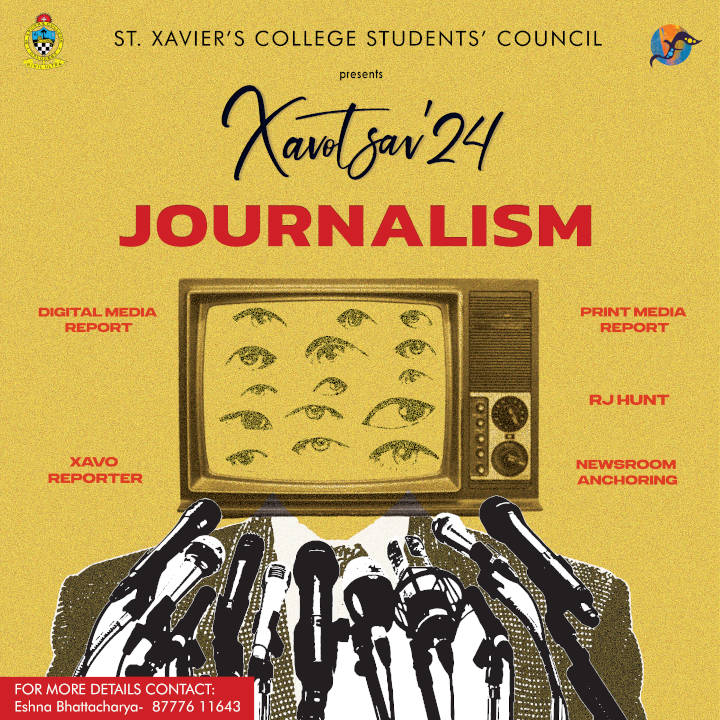 ST. XAVIER'S COLLEGE STUDENTS' COUNCIL
presents
Xavotsav'24
JOURNALISM
DIGITAL MEDIA
REPORT
PRINT MEDIA
REPORT
RJ HUNT
XAVO
REPORTER
NEWSROOM
ANCHORING
FOR MORE DETAILS CONTACT:
Eshna Bhattacharya- 87776 11643